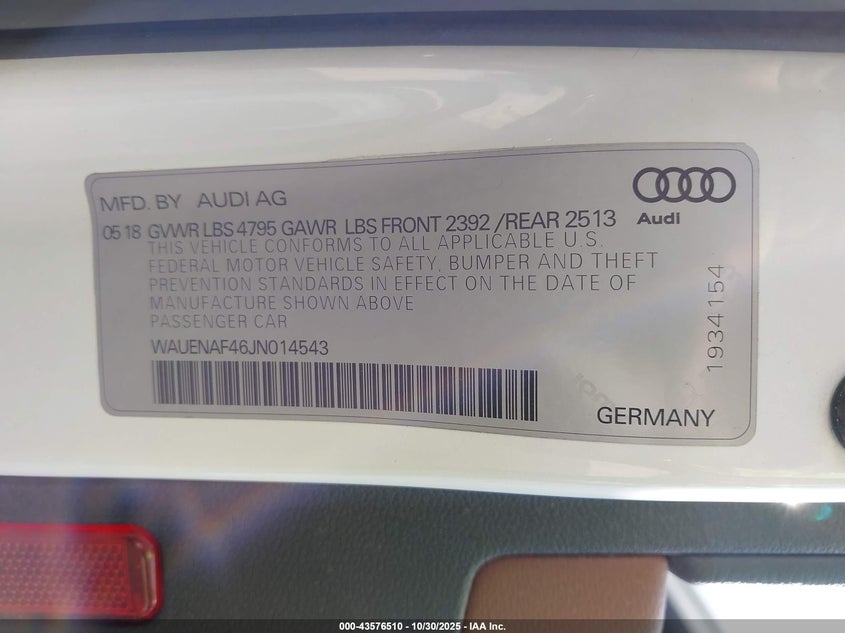 MFD. BY AUDI AG
Audi
05 18 GVWR LBS 4795 GAWR LBS FRONT 2392 /REAR 2513
THIS VEHICLE CONFORMS TO ALL APPLICABLE U.S.
FEDERAL MOTOR VEHICLE SAFETY, BUMPER AND THEFT
PREVENTION STANDARDS IN EFFECT ON THE DATE OF
MANUFACTURE SHOWN ABOVE
PASSENGER CAR
WAUENAF46JN014543
1934154
GERMANY
000-43576510 - 10/30/2025 - IAA Inc.